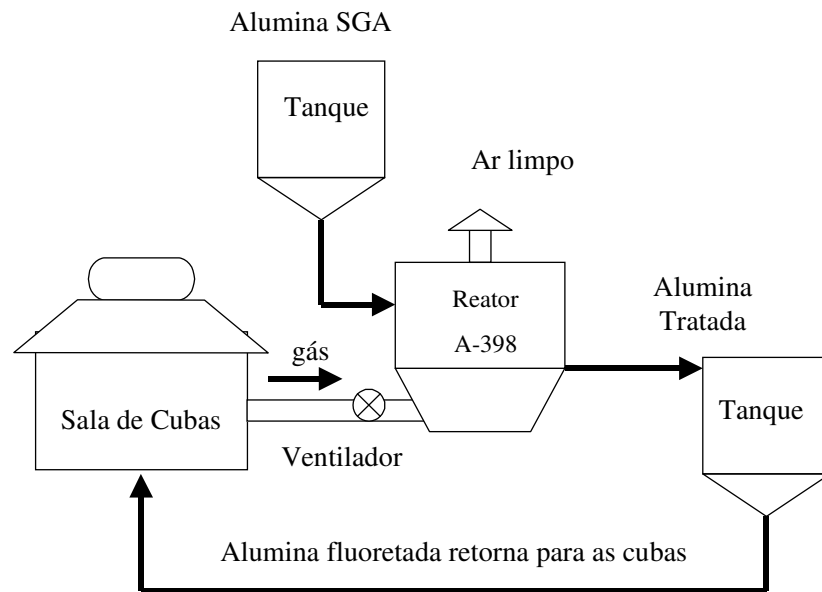 Alumina SGA
Tanque
Ar limpo
Reator
A-398
Alumina
Tratada
gás
Tanque
Sala de Cubas
Ventilador
Alumina fluoretada retorna para as cubas